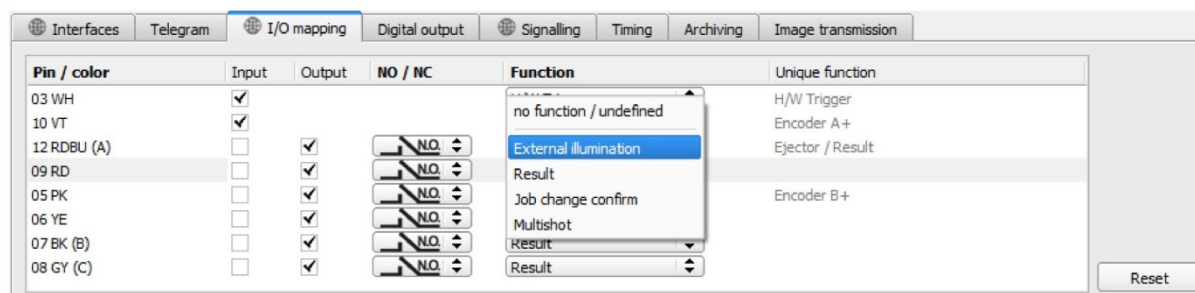 Interfaces Telegram I/O mapping Digital output Signalling Timing Archiving Image transmission
Pin / color Input Output NO / NC Function Unique function
03 WH H/W Trigger
10 VT no function / undefined Encoder A+
12 RDBU (A) N.O. External illumination Ejector / Result
09 RD N.O. Result
05 PK N.O. Job change confirm Encoder B+
06 YE N.O. Multishot
07 BK (B) N.O. Result
08 GY (C) N.O. Result
Reset